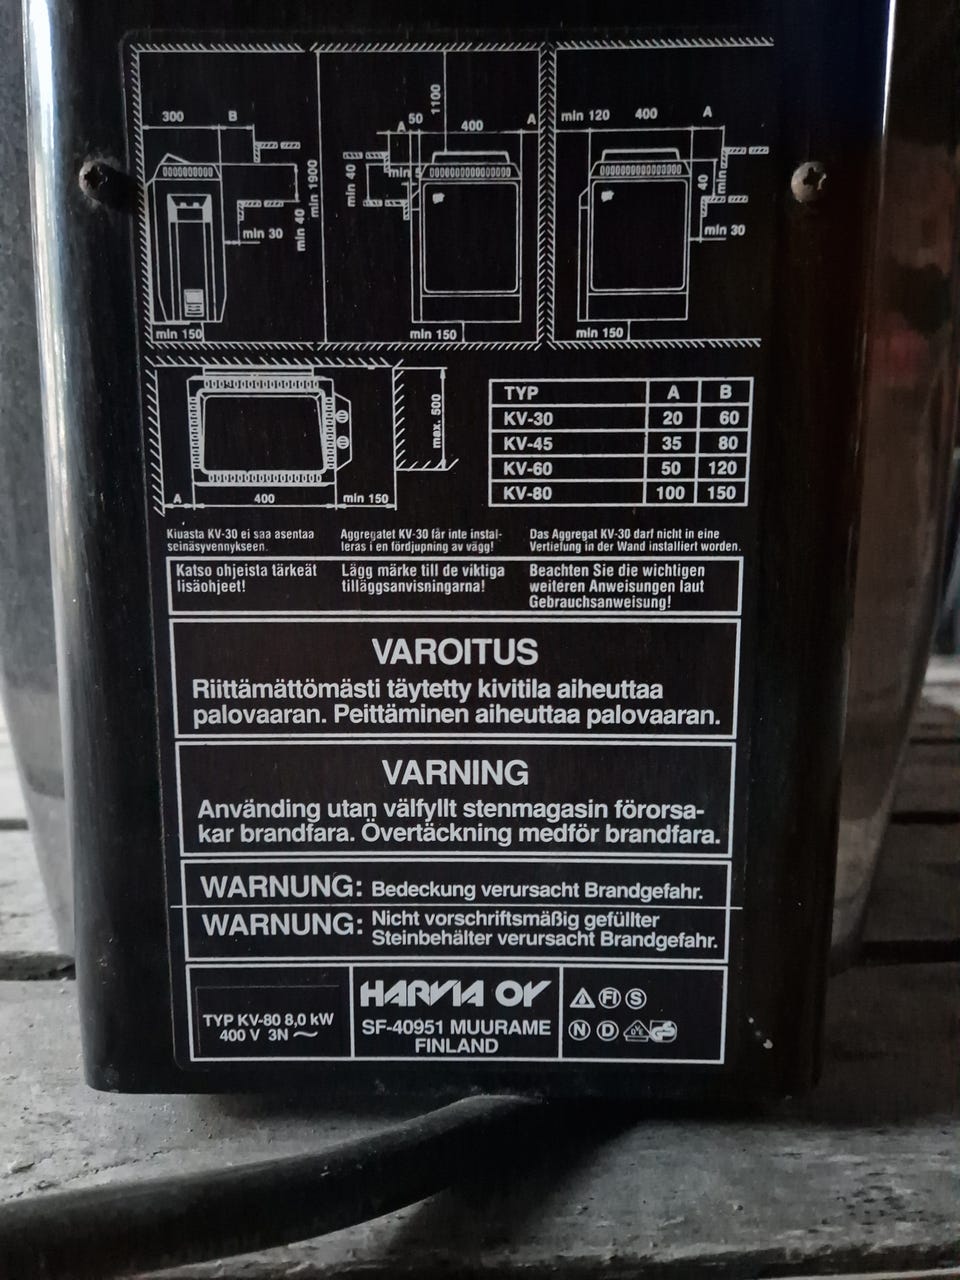 300 B
min 1900
min 40
min 30
min 150
1100
50
A 400 A
min 40
min 150
min 120 400 A
40
min
min 30
min 150
max. 500
A 400 min 150
TYP A B
KV-30 20 60
KV-45 35 80
KV-60 50 120
KV-80 100 150
Kiuasta KV-30 ei saa asentaa
seinäsyvennykseen.
Aggregatet KV-30 får inte instal-
leras i en fördjupning av vägg!
Das Aggregat KV-30 darf nicht in eine
Vertiefung in der Wand installiert worden.
Katso ohjeista tärkeät
lisäohjeet!
Lägg märke till de viktiga
tilläggsanvisningarna!
Beachten Sie die wichtigen
weiteren Anweisungen laut
Gebrauchsanweisung!
VAROITUS
Riittämättömästi täytetty kivitila aiheuttaa
palovaaran. Peittäminen aiheuttaa palovaaran.
VARNING
Använding utan välfyllt stenmagasin förorsa-
kar brandfara. Övertäckning medför brandfara.
WARNUNG: Bedeckung verursacht Brandgefahr.
WARNUNG: Nicht vorschriftsmäßig gefüllter
Steinbehälter verursacht Brandgefahr.
TYP KV-80 8,0 kW
400 V 3N ~
HARVIA OY
SF-40951 MUURAME
FINLAND
FI S
N D